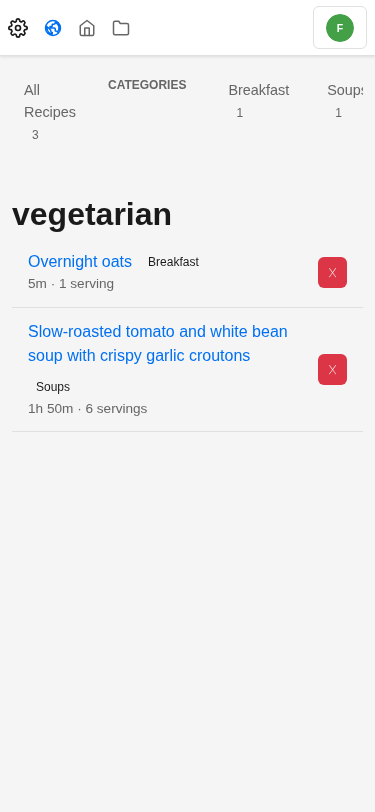 F
All
Recipes
3
CATEGORIES
Breakfast
1
Soups
1
vegetarian
Overnight oats Breakfast
5m · 1 serving
X
Slow-roasted tomato and white bean
soup with crispy garlic croutons
Soups
1h 50m · 6 servings
X